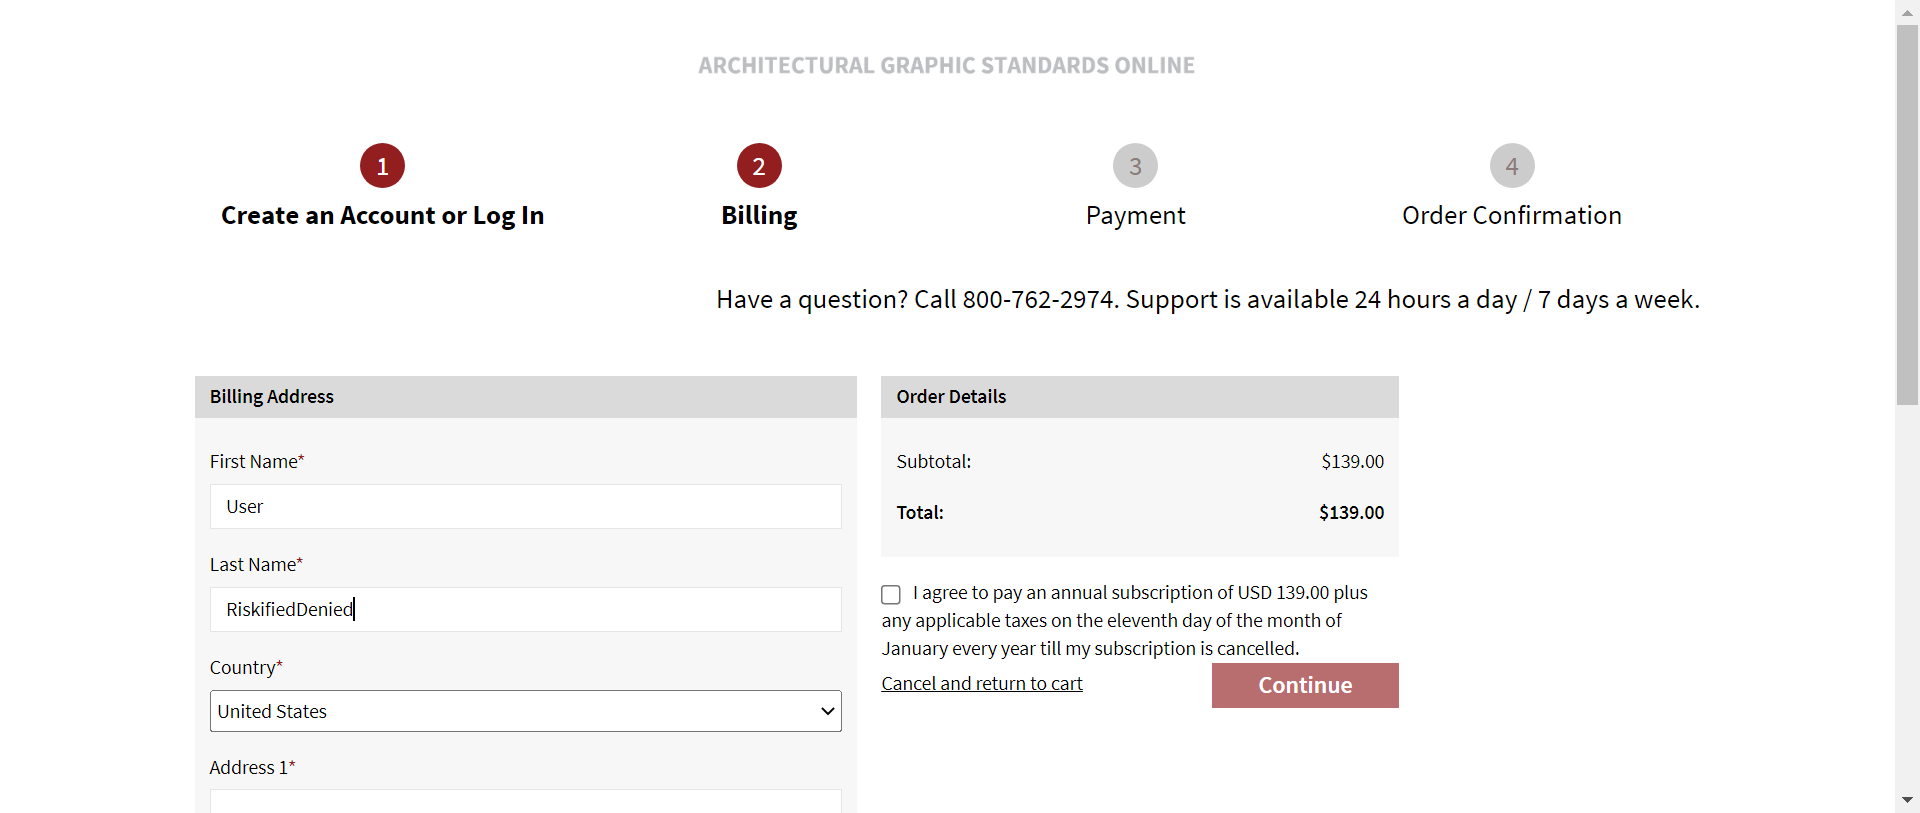 ARCHITECTURAL GRAPHIC STANDARDS ONLINE
1
2
3
4
Create an Account or Log In
Billing
Payment
Order Confirmation
Have a question? Call 800-762-2974. Support is available 24 hours a day / 7 days a week.
Billing Address
First Name*
User
Last Name*
RiskifiedDenied
Country*
United States
Address 1*
Order Details
Subtotal: $139.00
Total: $139.00
I agree to pay an annual subscription of USD 139.00 plus
any applicable taxes on the eleventh day of the month of
January every year till my subscription is cancelled.
Cancel and return to cart
Continue